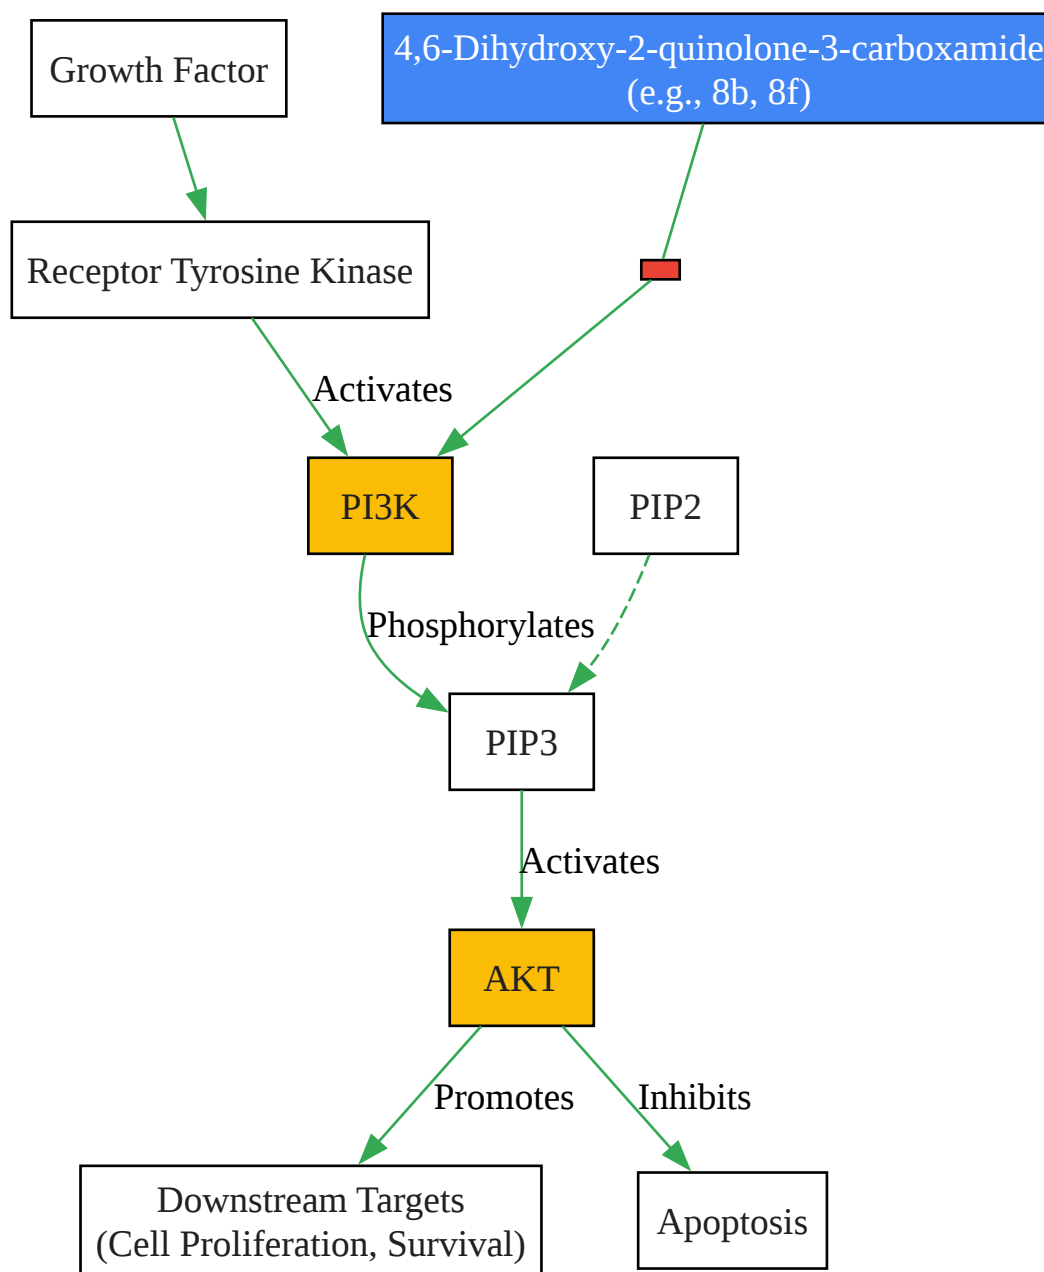 Growth Factor
4,6-Dihydroxy-2-quinolone-3-carboxamide
(e.g., 8b, 8f)
Receptor Tyrosine Kinase
Activates
PI3K
PIP2
Phosphorylates
PIP3
Activates
AKT
Promotes
Inhibits
Downstream Targets
(Cell Proliferation, Survival)
Apoptosis